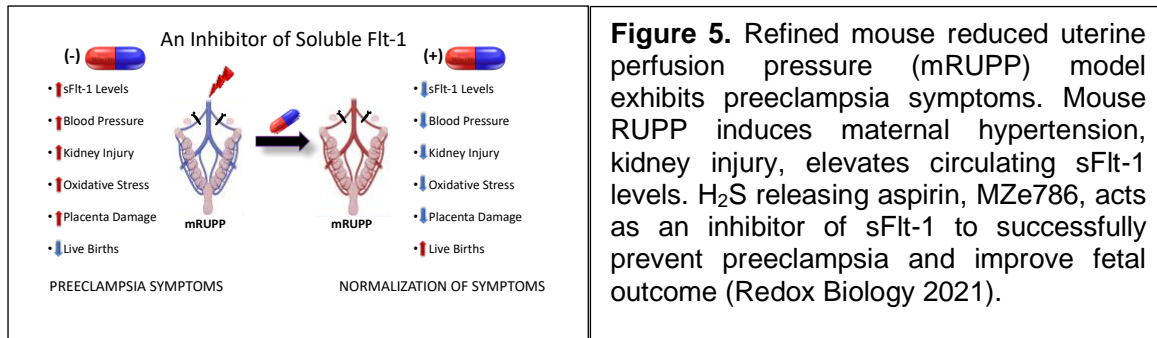 An Inhibitor of Soluble Flt-1
(-)
• sFlt-1 Levels
• Blood Pressure
• Kidney Injury
• Oxidative Stress
• Placenta Damage
• Live Births
PREECLAMPSIA SYMPTOMS
mRUPP
mRUPP
(+)
• sFlt-1 Levels
• Blood Pressure
• Kidney Injury
• Oxidative Stress
• Placenta Damage
• Live Births
NORMALIZATION OF SYMPTOMS
Figure 5. Refined mouse reduced uterine
perfusion pressure (mRUPP) model
exhibits preeclampsia symptoms. Mouse
RUPP induces maternal hypertension,
kidney injury, elevates circulating sFlt-1
levels. H₂S releasing aspirin, MZe786, acts
as an inhibitor of sFlt-1 to successfully
prevent preeclampsia and improve fetal
outcome (Redox Biology 2021).